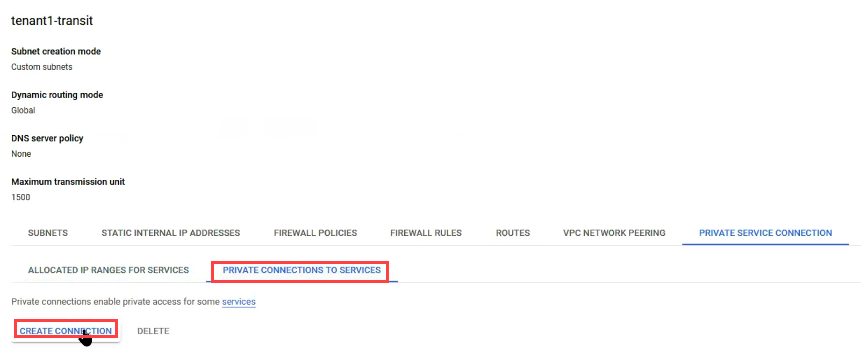 tenant1-transit
Subnet creation mode
Custom subnets
Dynamic routing mode
Global
DNS server policy
None
Maximum transmission unit
1500
SUBNETS STATIC INTERNAL IP ADDRESSES FIREWALL POLICIES FIREWALL RULES ROUTES VPC NETWORK PEERING PRIVATE SERVICE CONNECTION
ALLOCATED IP RANGES FOR SERVICES PRIVATE CONNECTIONS TO SERVICES
Private connections enable private access for some services
CREATE CONNECTION DELETE